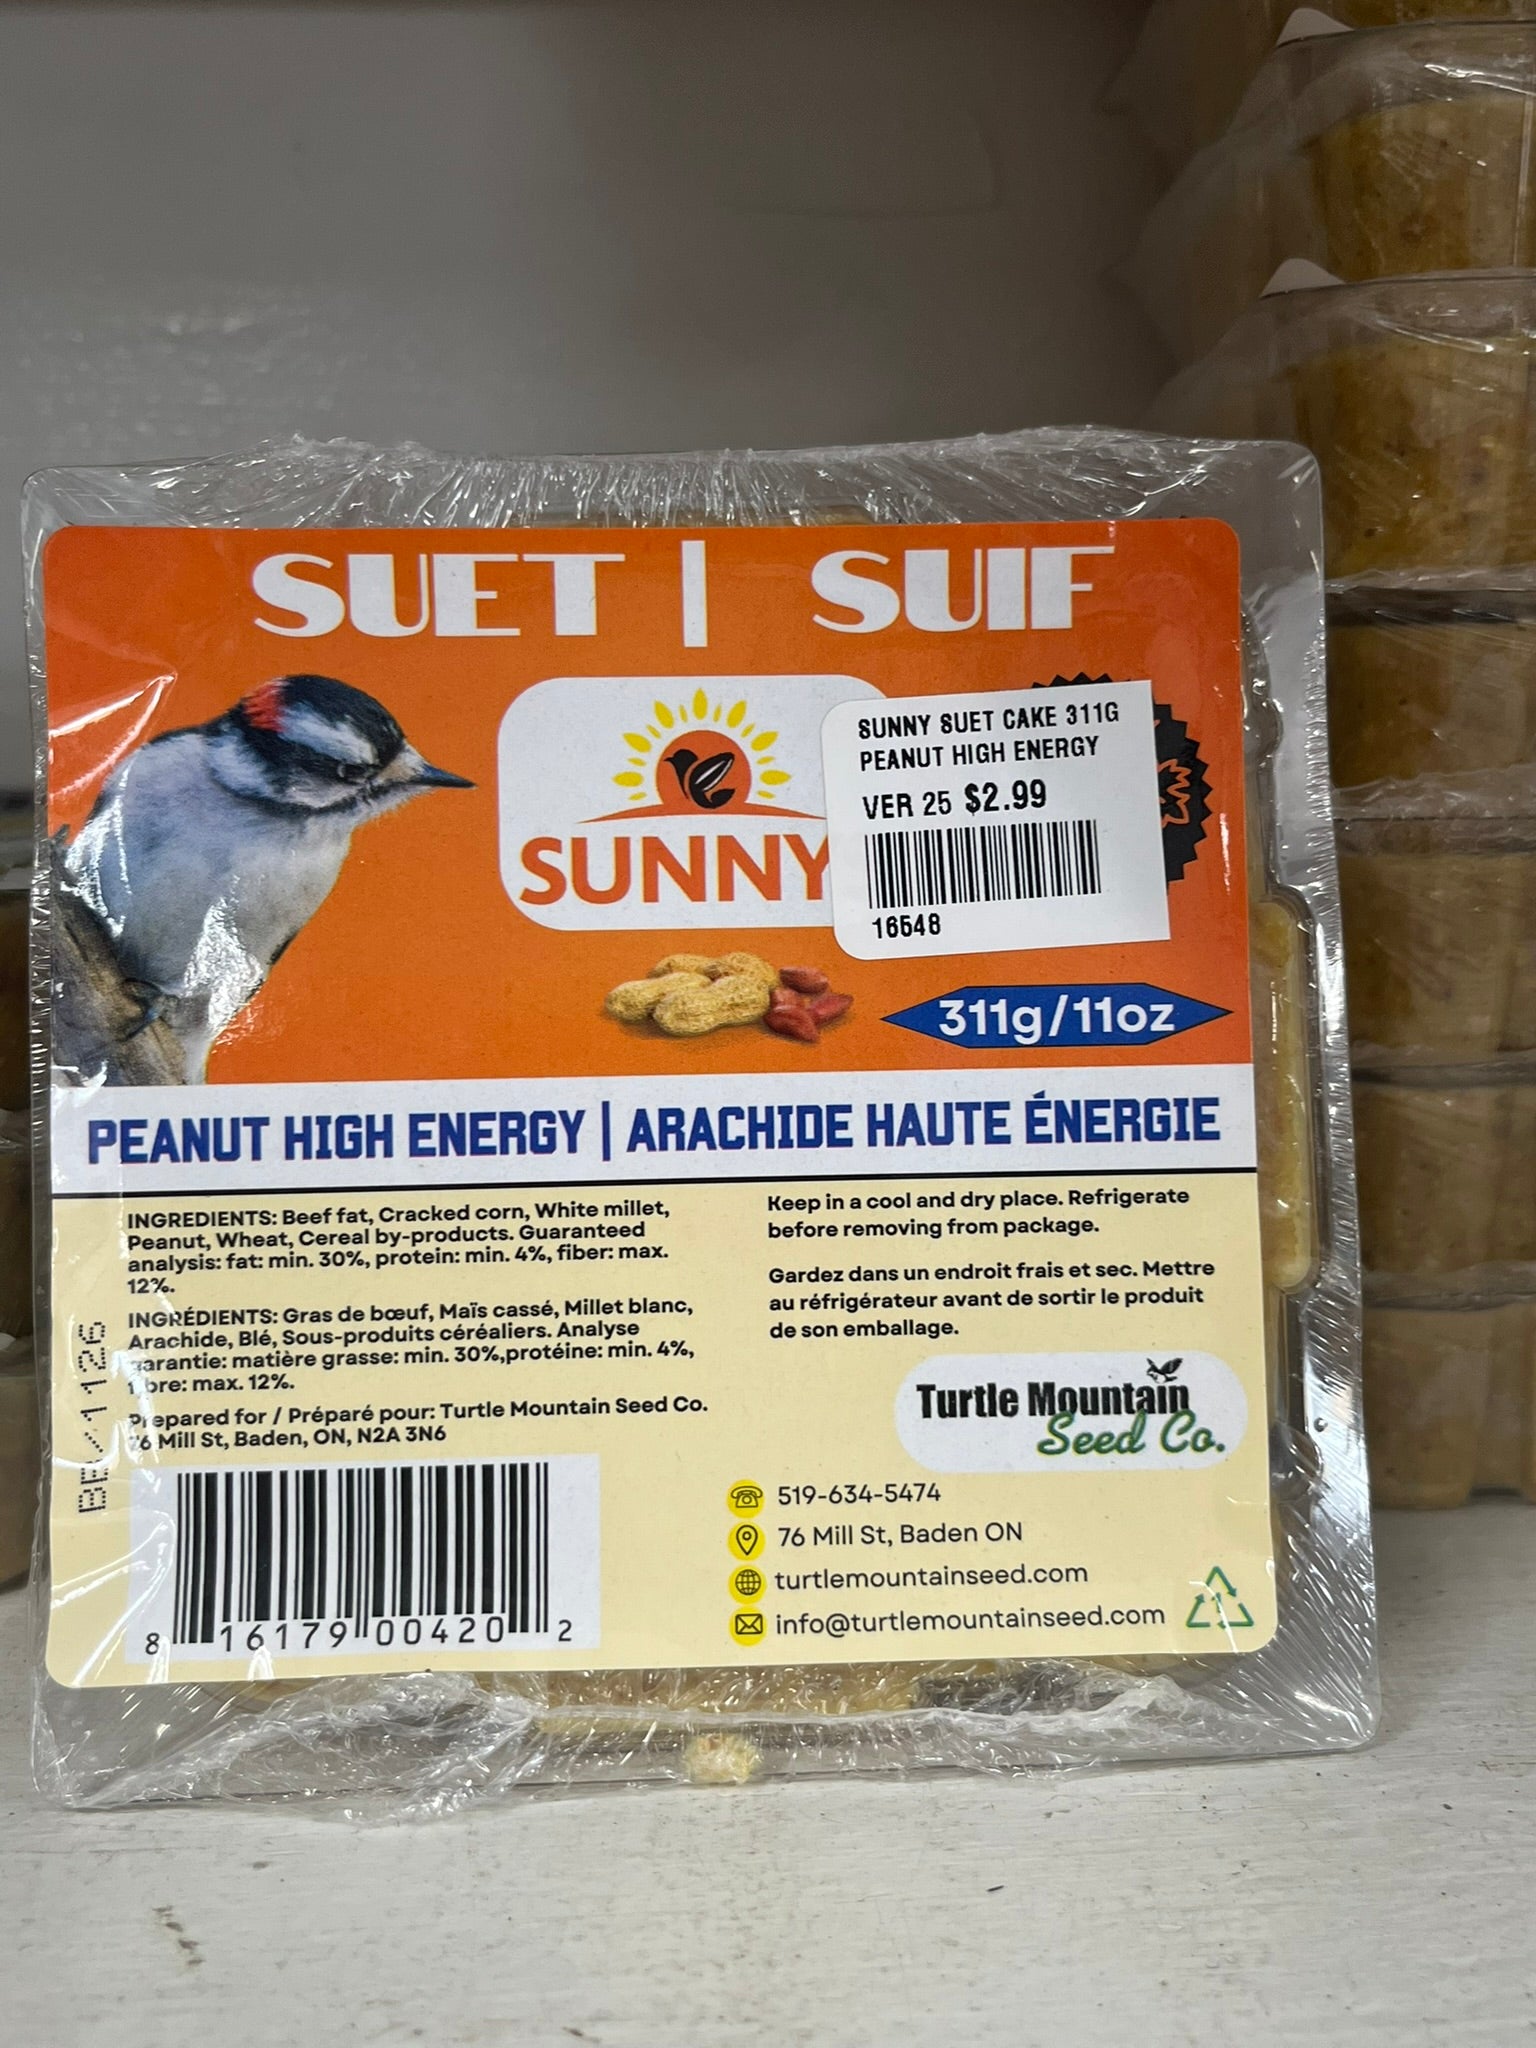 SUET | SUIF
SUNNY
SUNNY SUET CAKE 311G
PEANUT HIGH ENERGY
VER 25 $2.99
16548
311g/11oz
PEANUT HIGH ENERGY | ARACHIDE HAUTE ÉNERGIE
INGREDIENTS: Beef fat, Cracked corn, White millet,
Peanut, Wheat, Cereal by-products. Guaranteed
analysis: fat: min. 30%, protein: min. 4%, fiber: max.
12%.
INGRÉDIENTS: Gras de bœuf, Maïs cassé, Millet blanc,
Arachide, Blé, Sous-produits céréaliers. Analyse
garantie: matière grasse: min. 30%,protéine: min. 4%,
fibre: max. 12%.
Prepared for / Préparé pour: Turtle Mountain Seed Co.
76 Mill St, Baden, ON, N2A 3N6
8 16179 00420 2
Keep in a cool and dry place. Refrigerate
before removing from package.
Gardez dans un endroit frais et sec. Mettre
au réfrigérateur avant de sortir le produit
de son emballage.
Turtle Mountain
Seed Co.
519-634-5474
76 Mill St, Baden ON
turtlemountainseed.com
info@turtlemountainseed.com
1